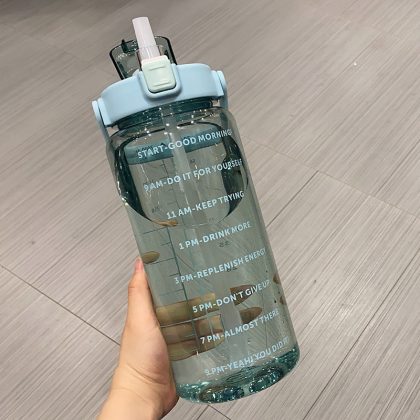 START-GOOD MORNING!
9 AM-DO IT FOR YOURSELF
11 AM-KEEP TRYING
1 PM-DRINK MORE
3 PM-REPLENISH ENERGY
5 PM-DON'T GIVE UP
7 PM-ALMOST THERE
9 PM-YEAH! YOU DID IT!